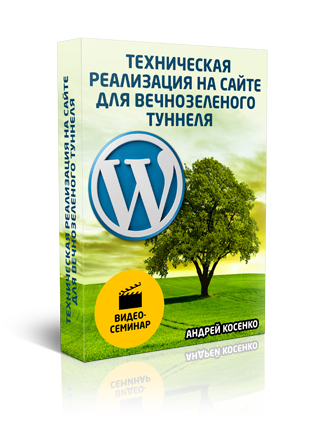 ТЕХНИЧЕСКАЯ
РЕАЛИЗАЦИЯ НА САЙТЕ
ДЛЯ ВЕЧНОЗЕЛЕНОГО
ТУННЕЛЯ
W
ВИДЕО-
СЕМИНАР
АНДРЕЙ КОСЕНКО
ТЕХНИЧЕСКАЯ РЕАЛИЗАЦИЯ НА САЙТЕ
ДЛЯ ВЕЧНОЗЕЛЕНОГО ТУННЕЛЯ